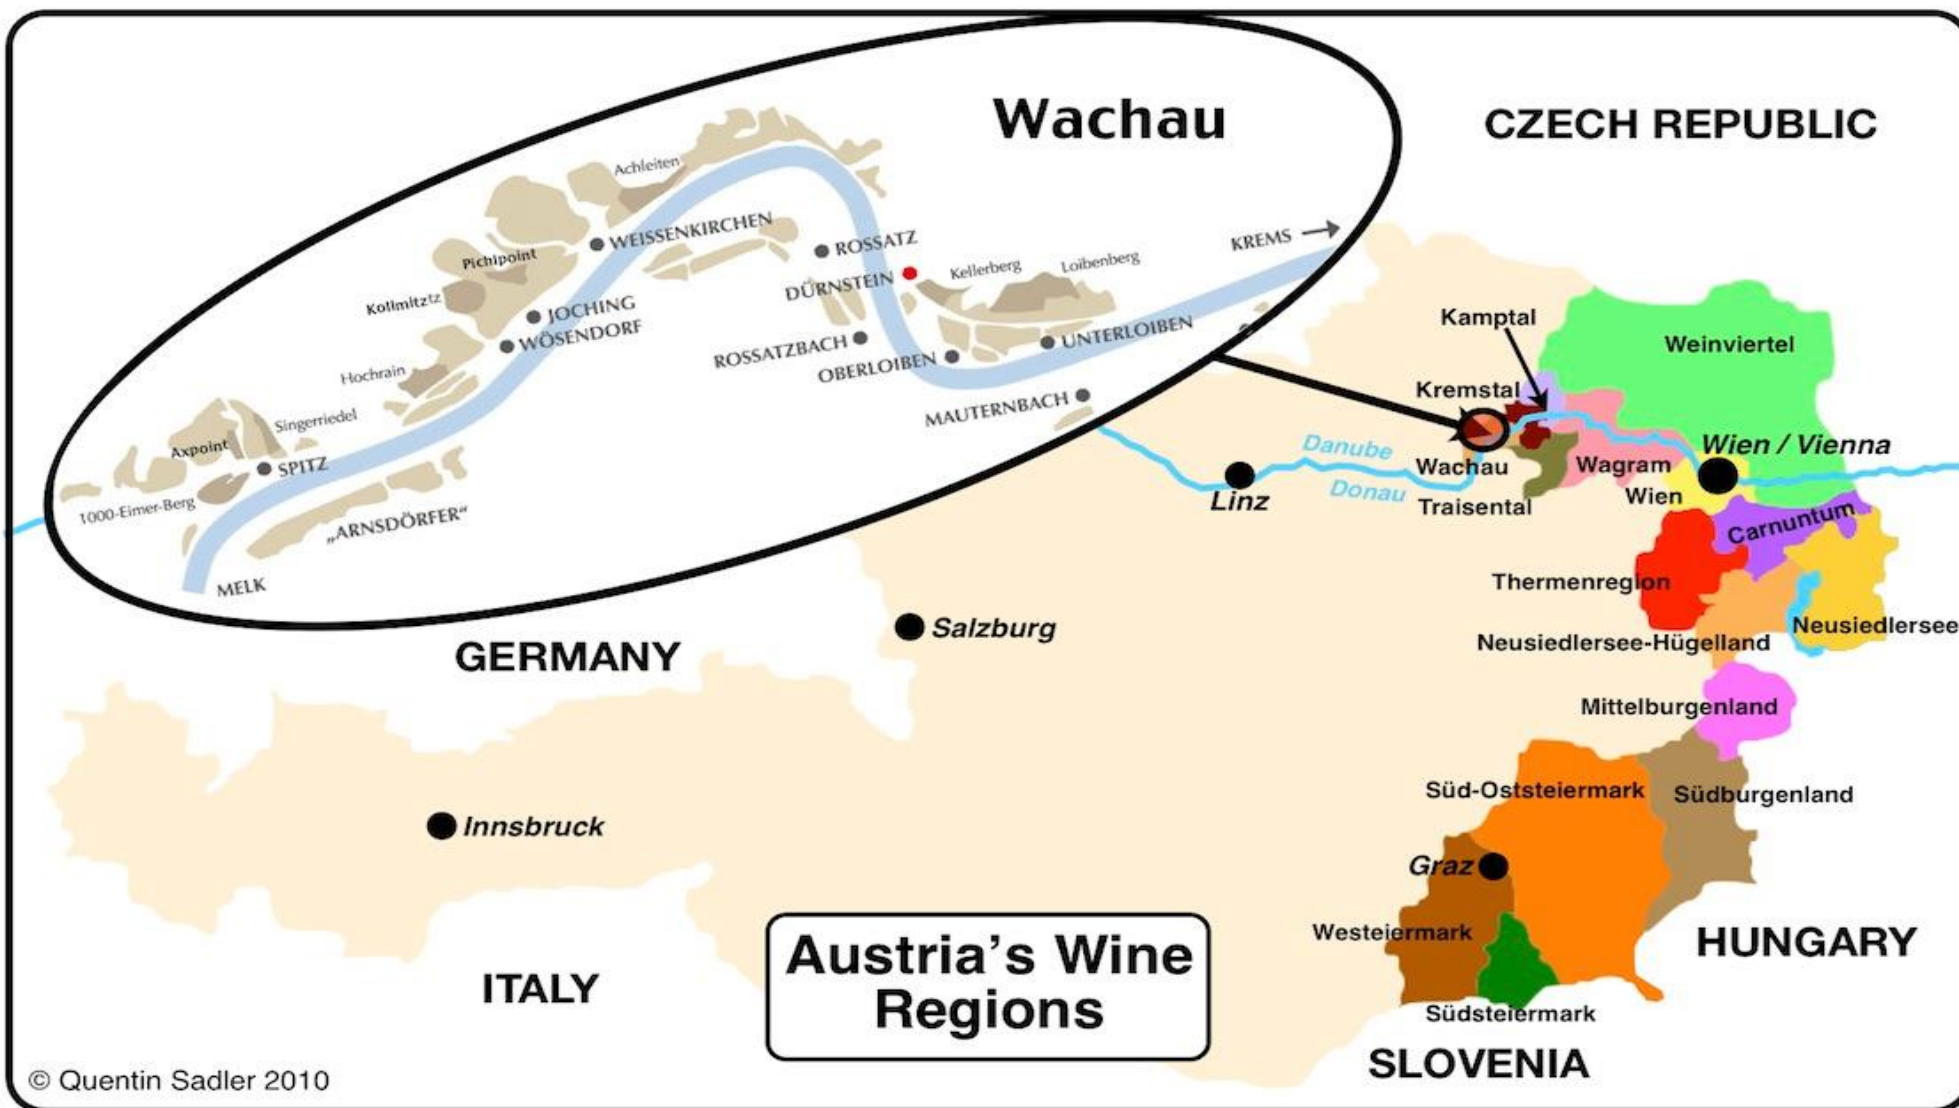 Wachau
CZECH REPUBLIC
Achleiten
WEISSENKIRCHEN
Pichlpoint
Kollmitztz
JOCHING
WÖSENDORF
Hochrain
Singerriedel
Axpoint
SPITZ
1000-Eimer-Berg
„ARNSDÖRFER“
MELK
ROSSATZ
DÜRNSTEIN
Kellerberg
Loibenberg
KREMS
ROSSATZBACH
OBERLOIBEN
UNTERLOIBEN
MAUTERNBACH
Kamptal
Weinviertel
Kremstal
Danube
Donau
Wachau
Wagram
Wien / Vienna
Linz
Traisental
Wien
Carnuntum
Thermenregion
Neusiedlersee
Neusiedlersee-Hügelland
Salzburg
GERMANY
Mittelburgenland
Süd-Oststeiermark
Südburgenland
Innsbruck
Graz
Westeiermark
HUNGARY
ITALY
Austria’s Wine
Regions
Südsteiermark
SLOVENIA
© Quentin Sadler 2010